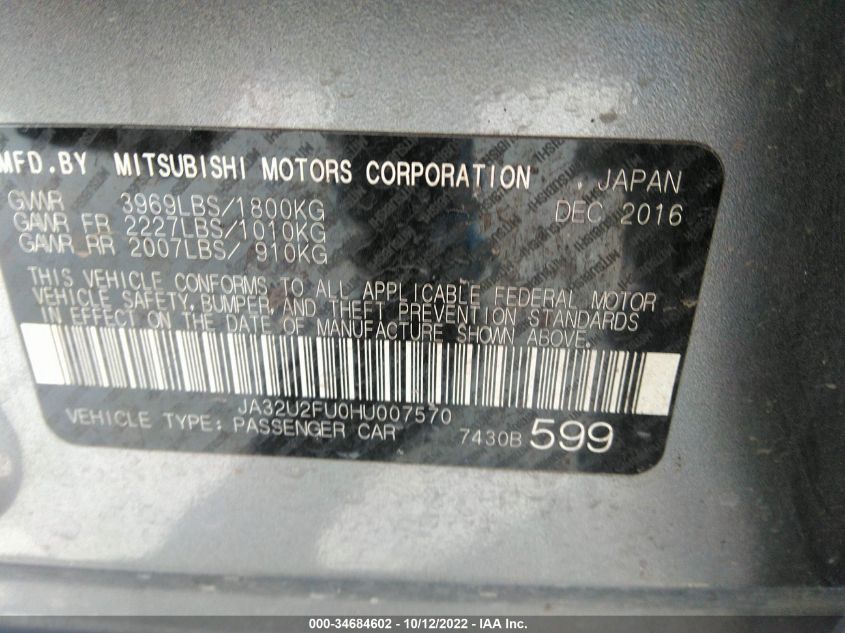 MFD.BY MITSUBISHI MOTORS CORPORATION , JAPAN
GVWR 3969LBS/1800KG DEC 2016
GAWR FR 2227LBS/1010KG
GAWR RR 2007LBS/ 910KG
THIS VEHICLE CONFORMS TO ALL APPLICABLE FEDERAL MOTOR
VEHICLE SAFETY, BUMPER, AND THEFT PREVENTION STANDARDS
IN EFFECT ON THE DATE OF MANUFACTURE SHOWN ABOVE.
JA32U2FU0HU007570
VEHICLE TYPE: PASSENGER CAR 7430B 599
000-34684602 - 10/12/2022 - IAA Inc.